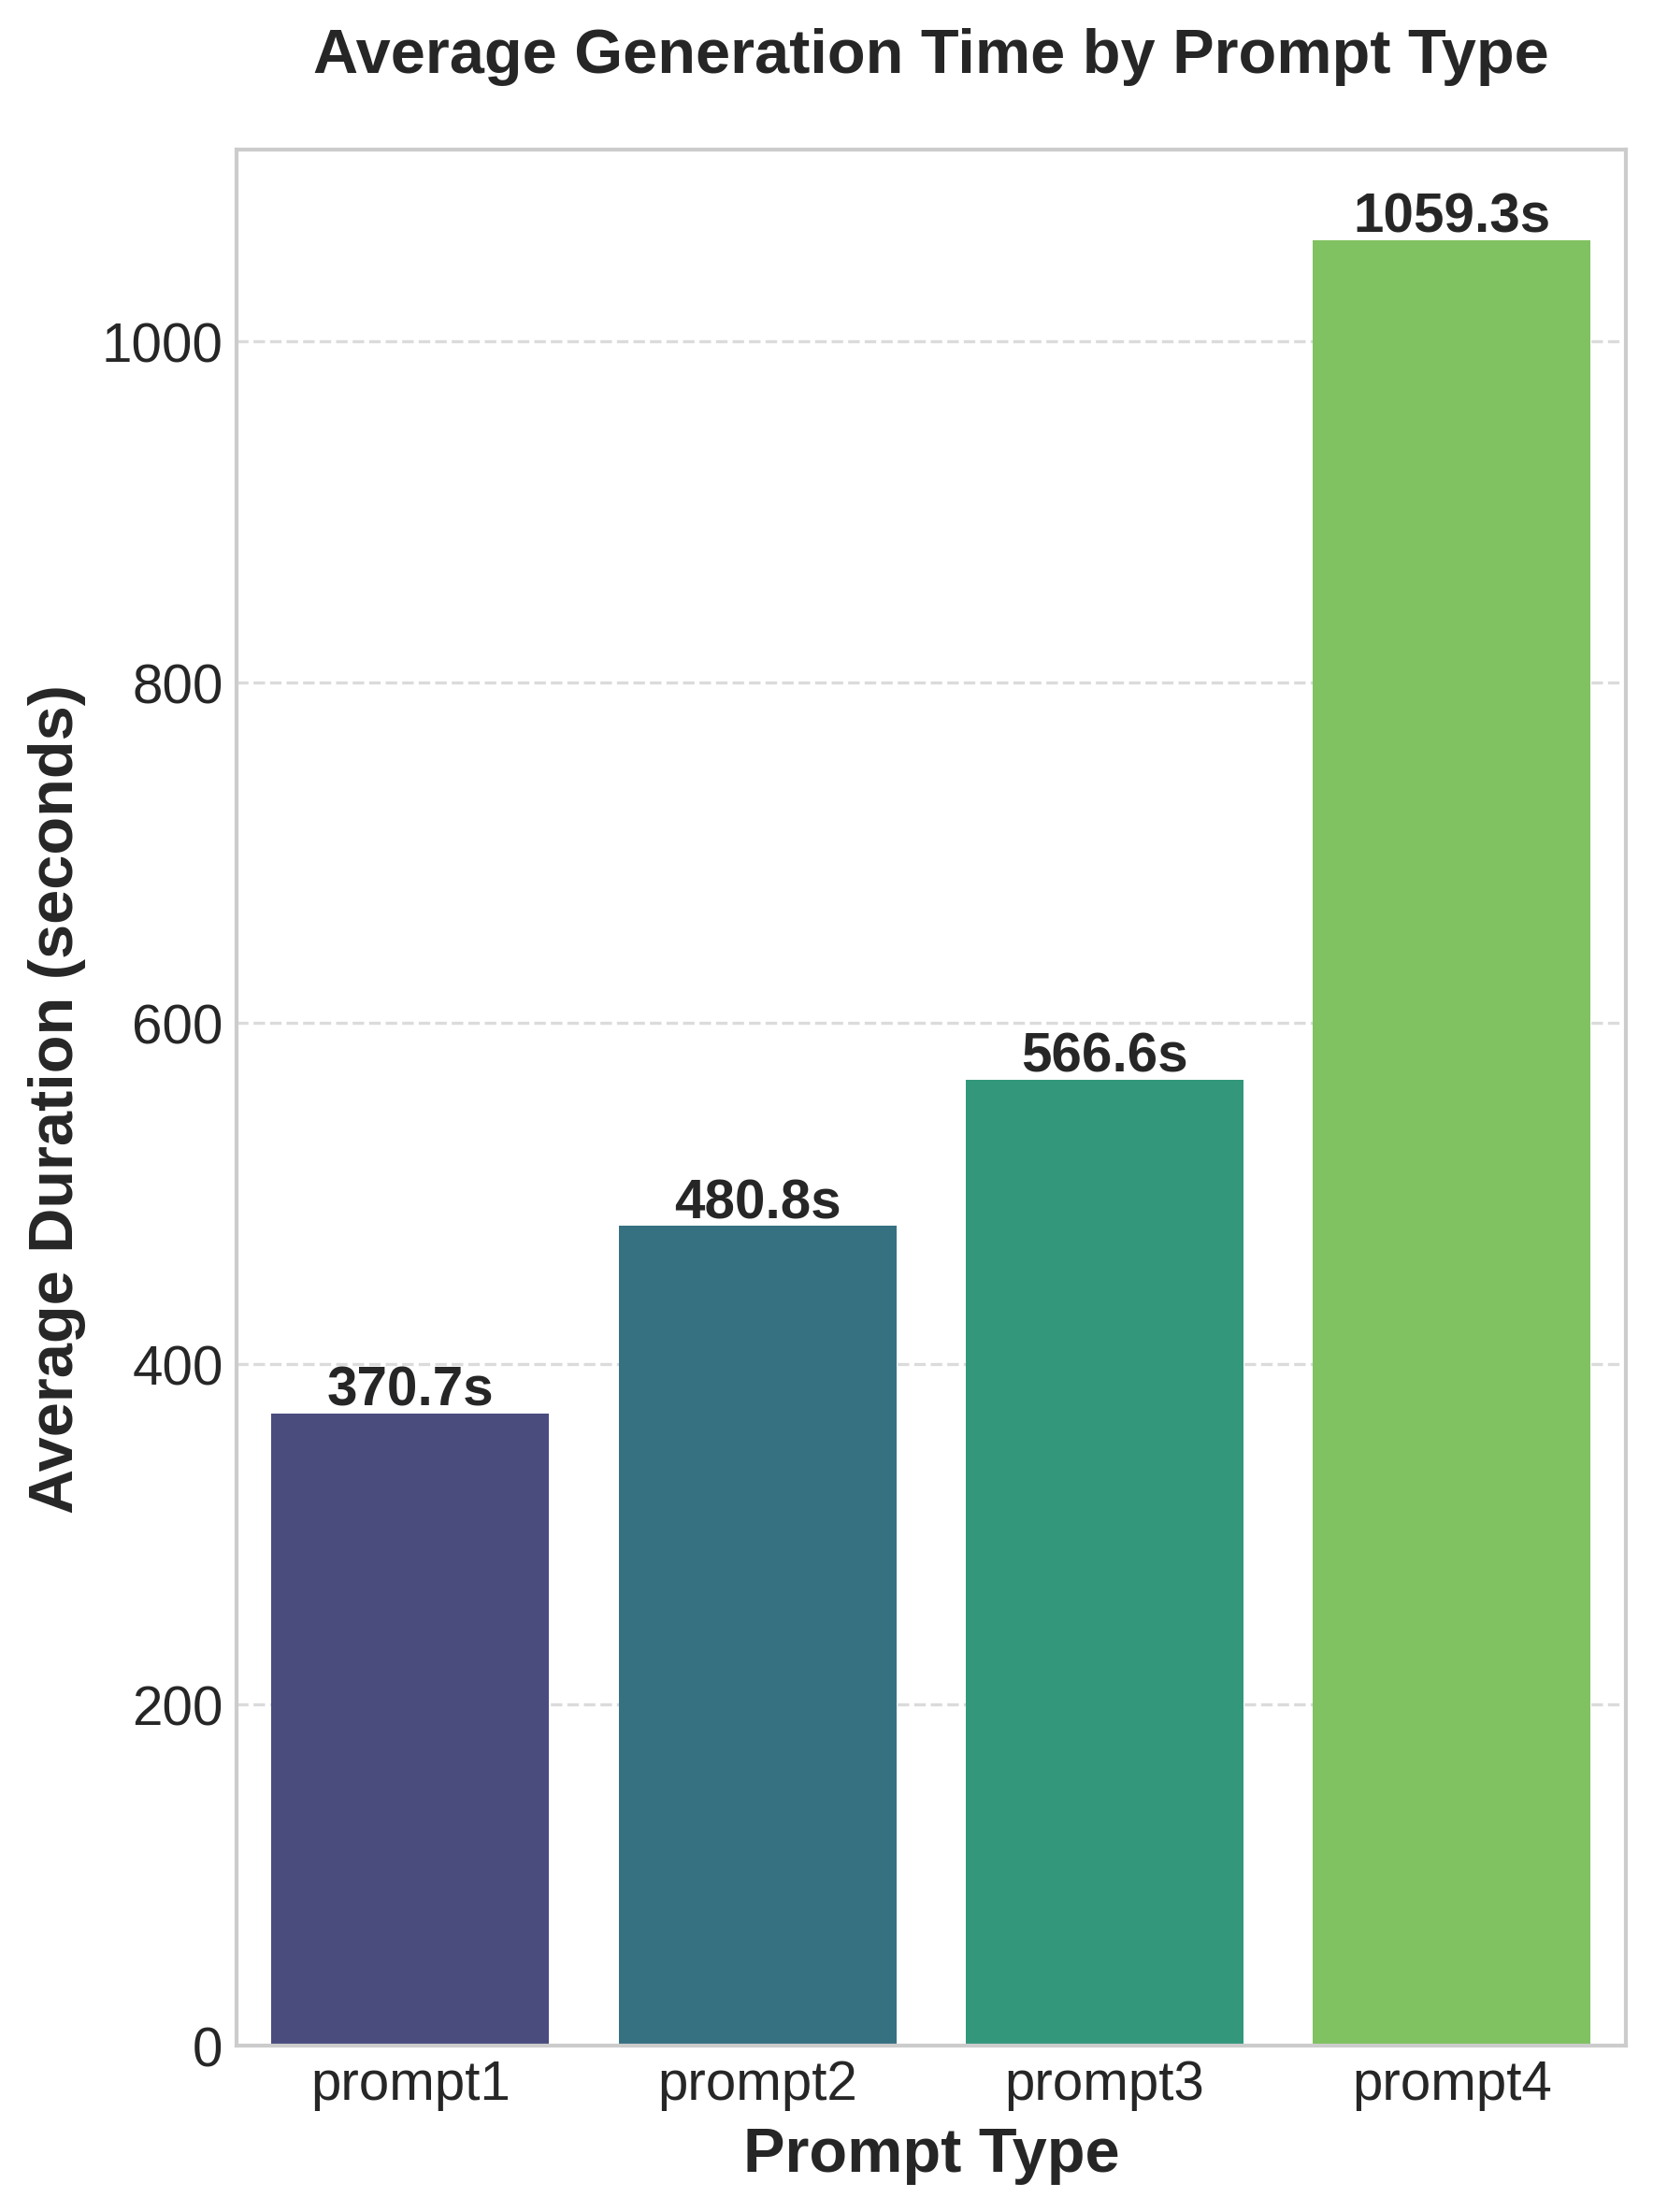 Average Generation Time by Prompt Type
Average Duration (seconds)
1000
800
600
400
200
0
370.7s
480.8s
566.6s
1059.3s
prompt1
prompt2
prompt3
prompt4
Prompt Type